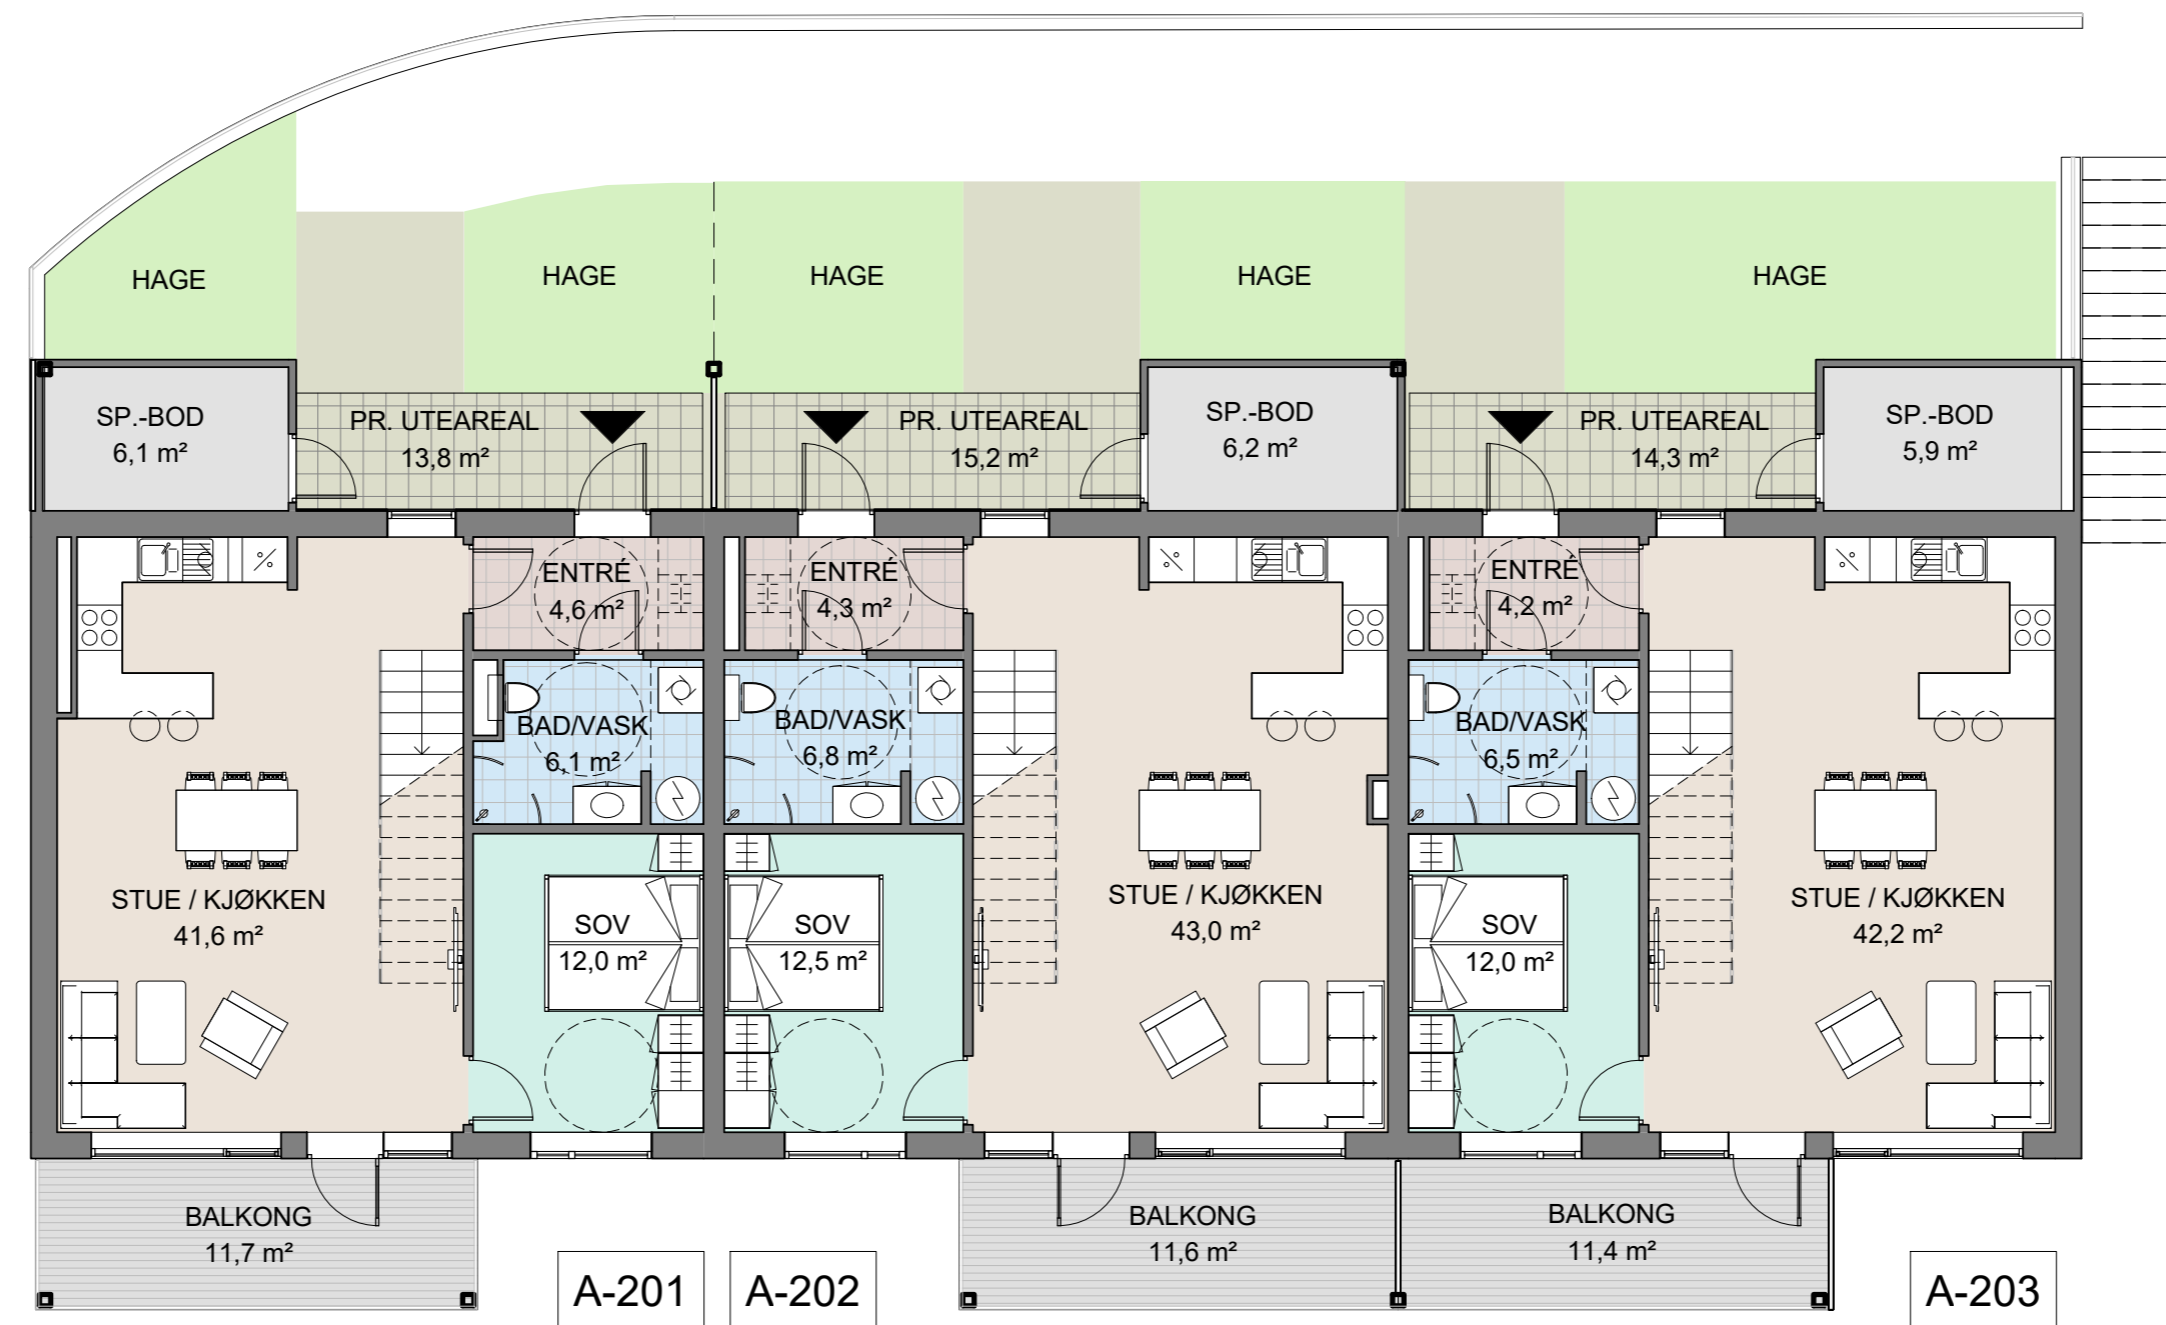 HAGE
HAGE
HAGE
HAGE
HAGE
SP.-BOD
6,1 m²
PR. UTEAREAL
13,8 m²
PR. UTEAREAL
15,2 m²
SP.-BOD
6,2 m²
PR. UTEAREAL
14,3 m²
SP.-BOD
5,9 m²
ENTRÉ
4,6 m²
ENTRÉ
4,3 m²
ENTRÉ
4,2 m²
BAD/VASK
6,1 m²
BAD/VASK
6,8 m²
BAD/VASK
6,5 m²
STUE / KJØKKEN
41,6 m²
SOV
12,0 m²
SOV
12,5 m²
STUE / KJØKKEN
43,0 m²
SOV
12,0 m²
STUE / KJØKKEN
42,2 m²
BALKONG
11,7 m²
BALKONG
11,6 m²
BALKONG
11,4 m²
A-201
A-202
A-203